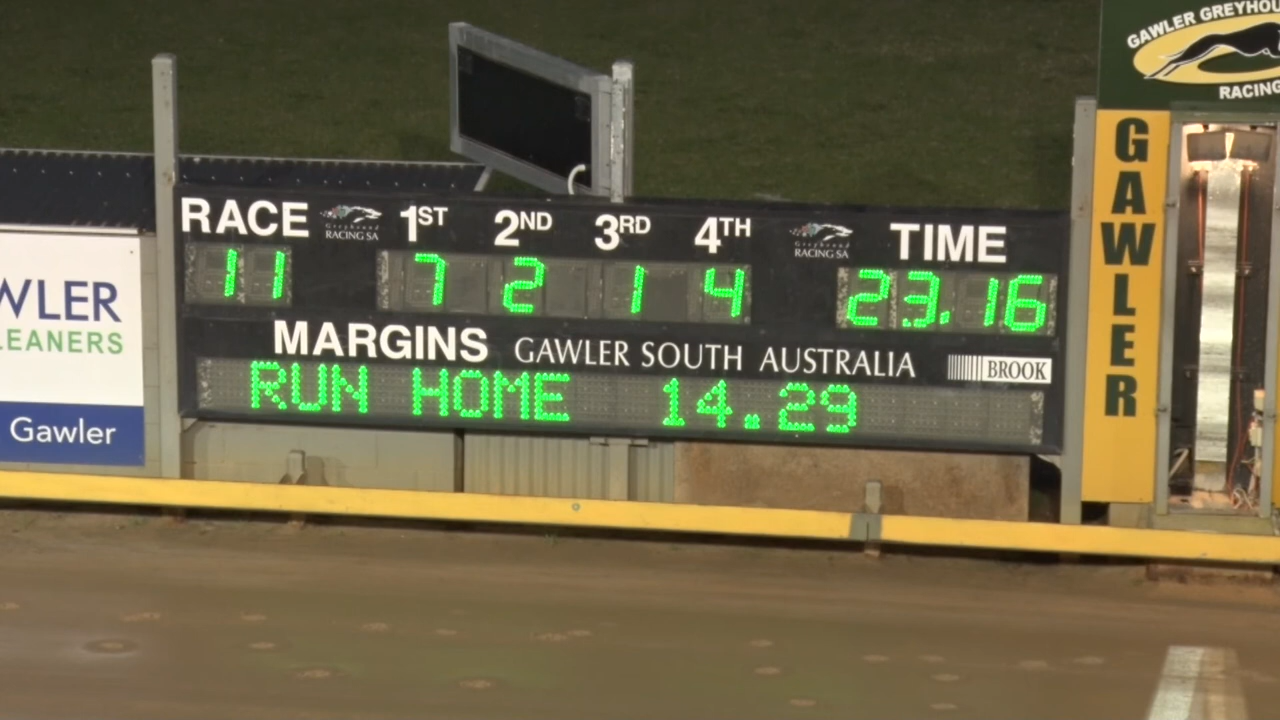 GAWLER GREYHOU
RACING
GAWLER
RACE 1ST 2ND 3RD 4TH TIME
Greyhound
RACING SA
Greyhound
RACING SA
11 7 2 1 4 23.16
MARGINS GAWLER SOUTH AUSTRALIA BROOK
RUN HOME 14.29
WLER
LEANERS
Gawler